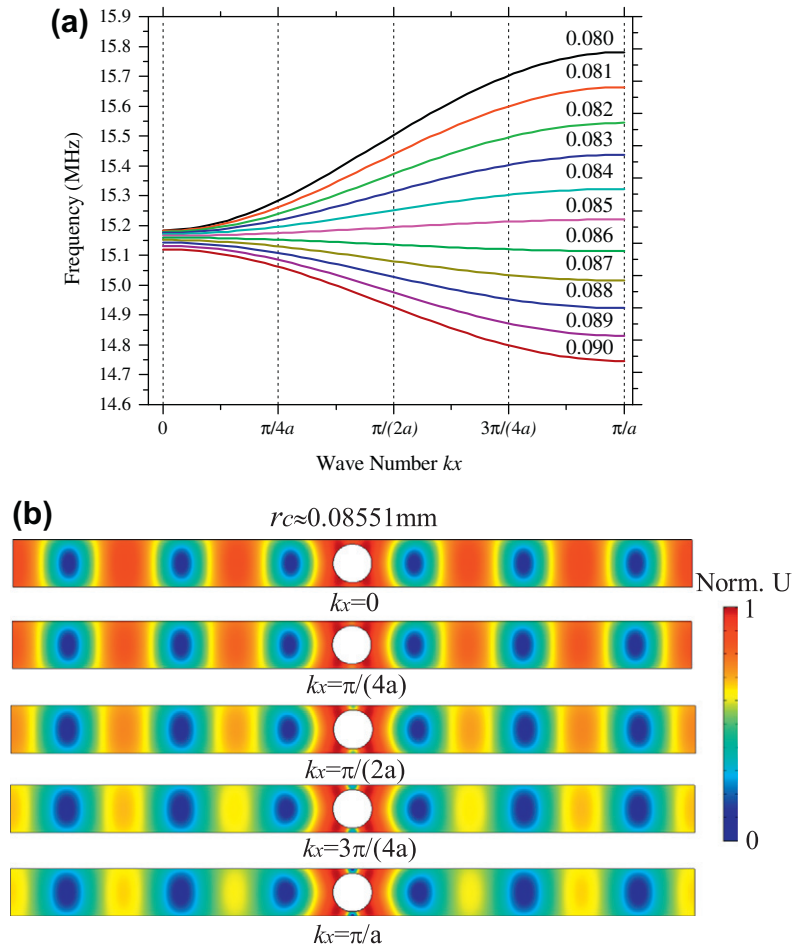 (a)
15.9
15.8
15.7
15.6
15.5
15.4
15.3
15.2
15.1
15.0
14.9
14.8
14.7
14.6
Frequency (MHz)
0.080
0.081
0.082
0.083
0.084
0.085
0.086
0.087
0.088
0.089
0.090
0
π/4a
π/(2a)
3π/(4a)
π/a
Wave Number kx
(b)
rc≈0.08551mm
kx=0
kx=π/(4a)
kx=π/(2a)
kx=3π/(4a)
kx=π/a
Norm. U
1
0